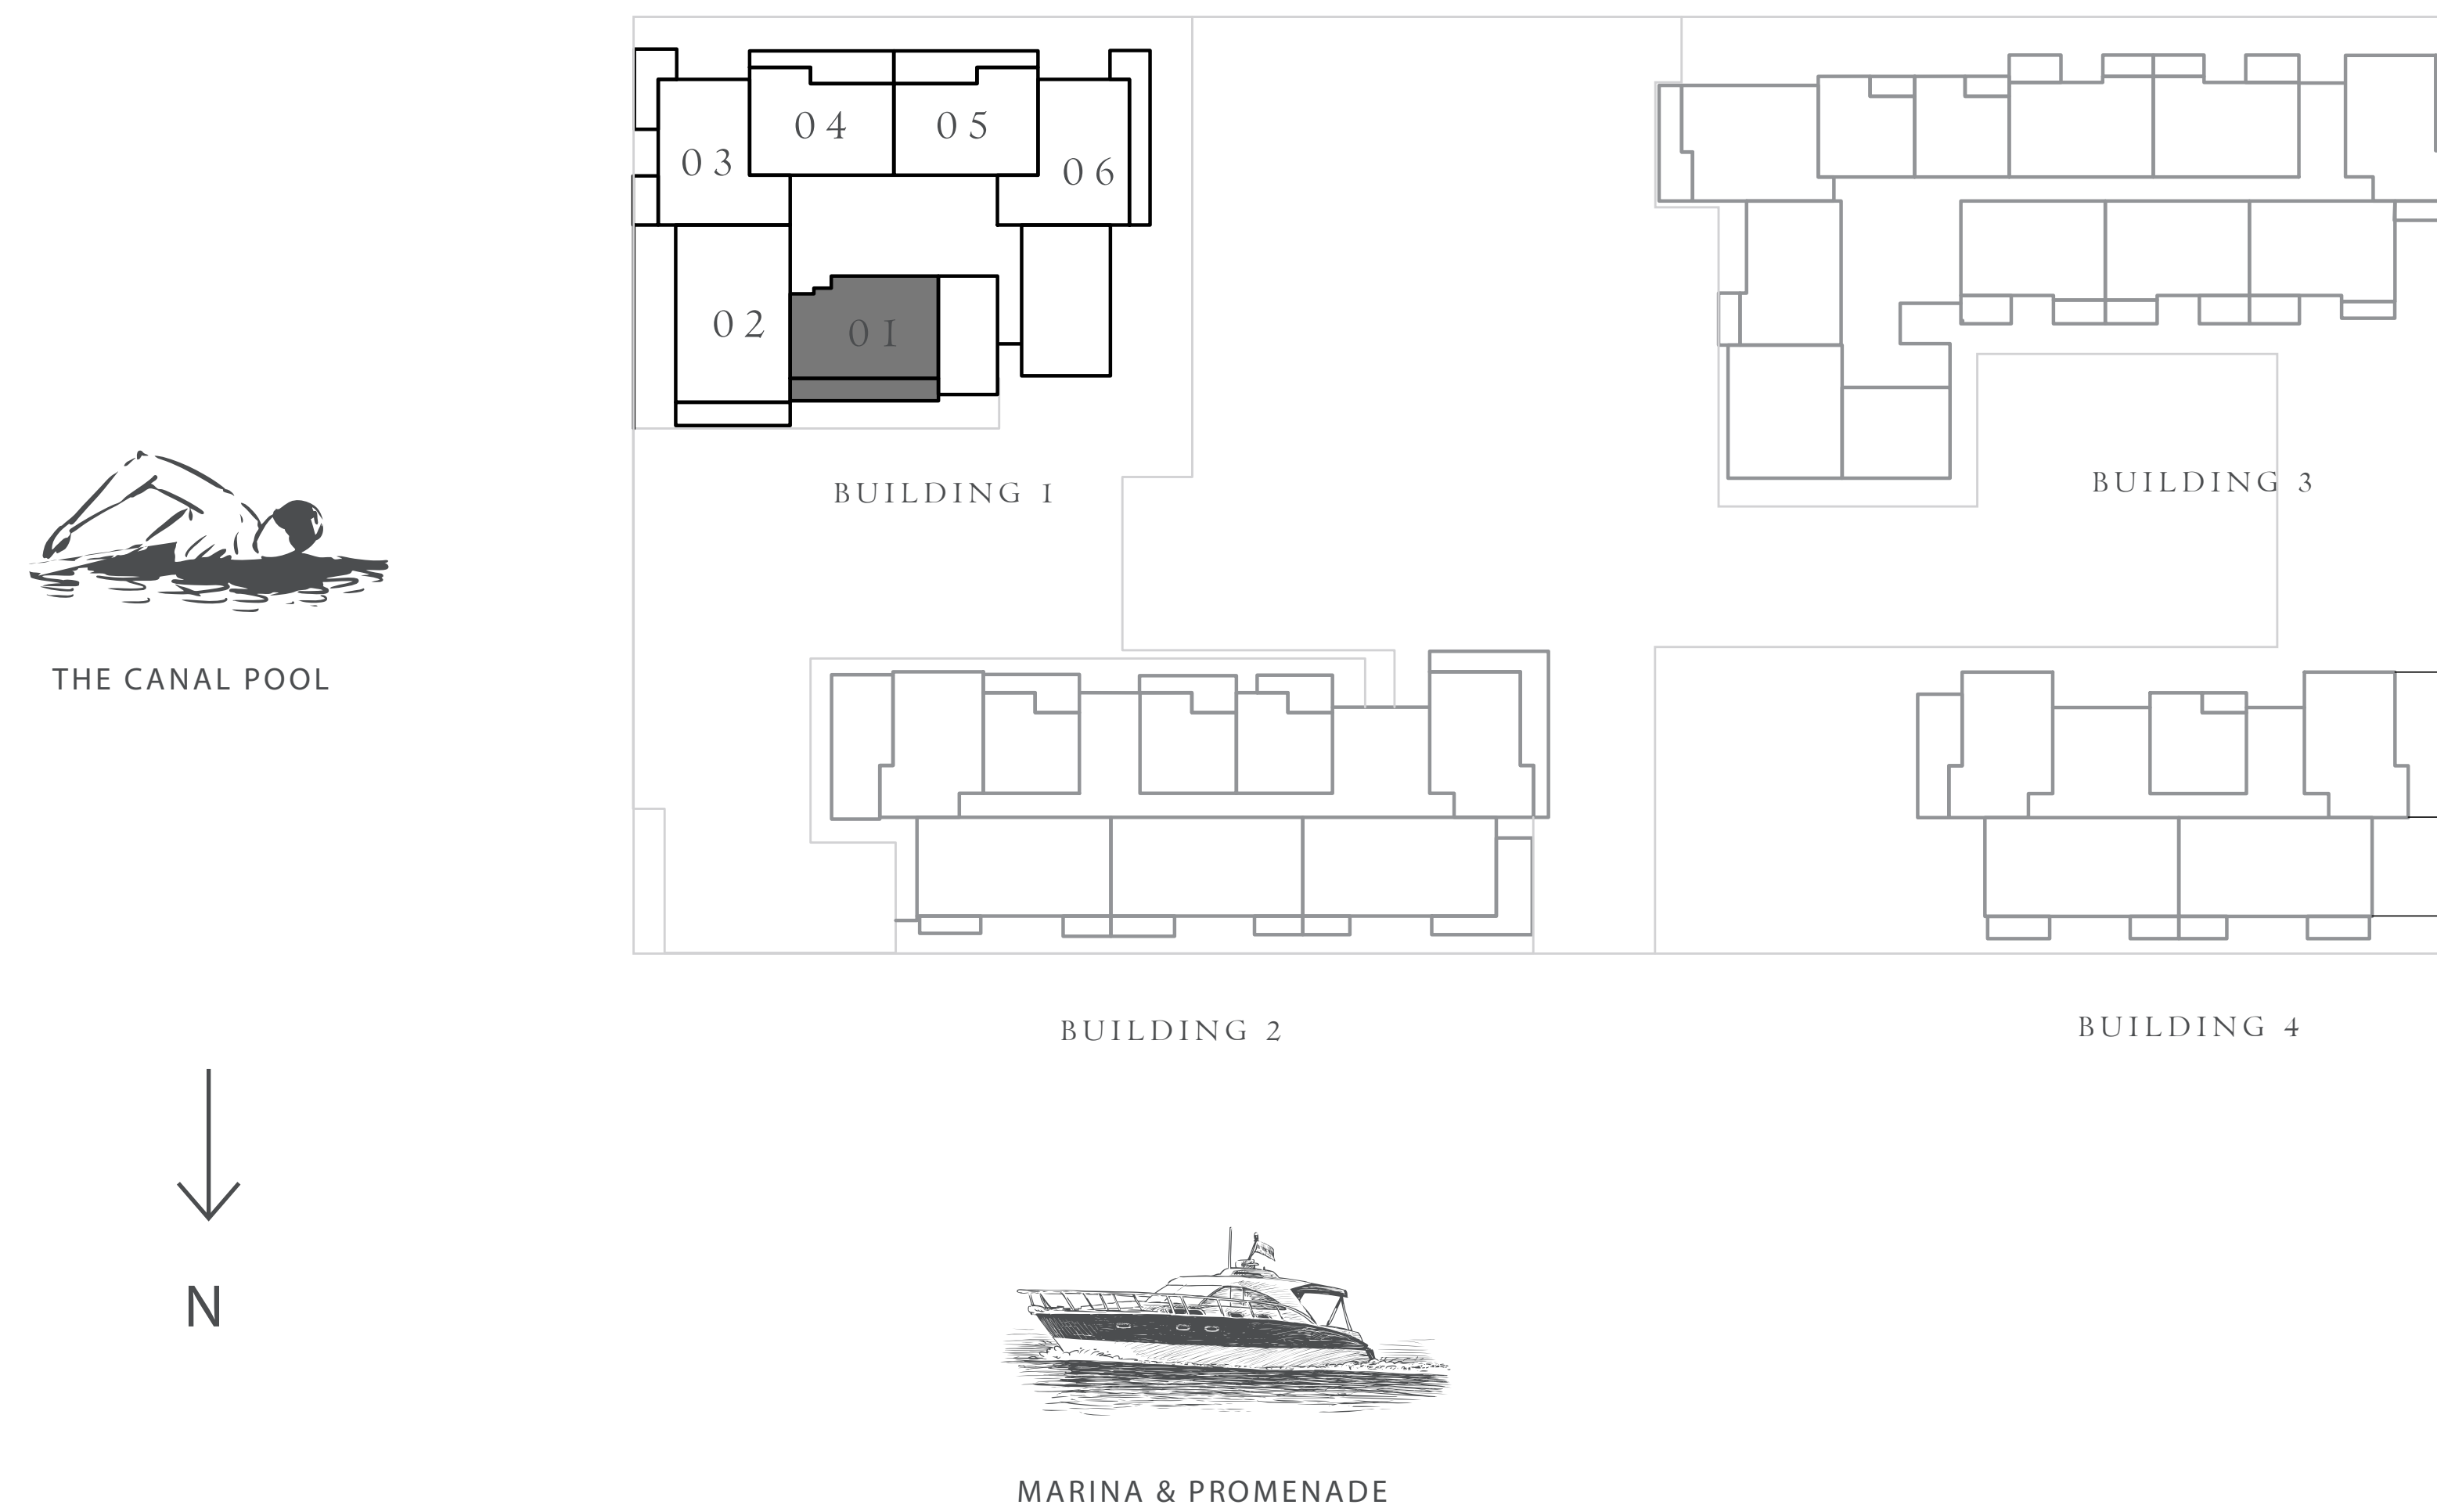 04
05
03
06
02
01
BUILDING 1
BUILDING 3
THE CANAL POOL
BUILDING 2
BUILDING 4
N
MARINA & PROMENADE